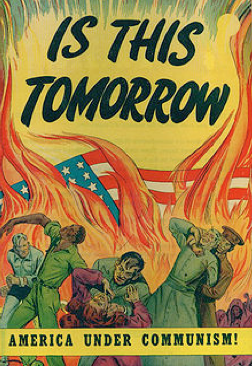 IS THIS
TOMORROW
AMERICA UNDER COMMUNISM!